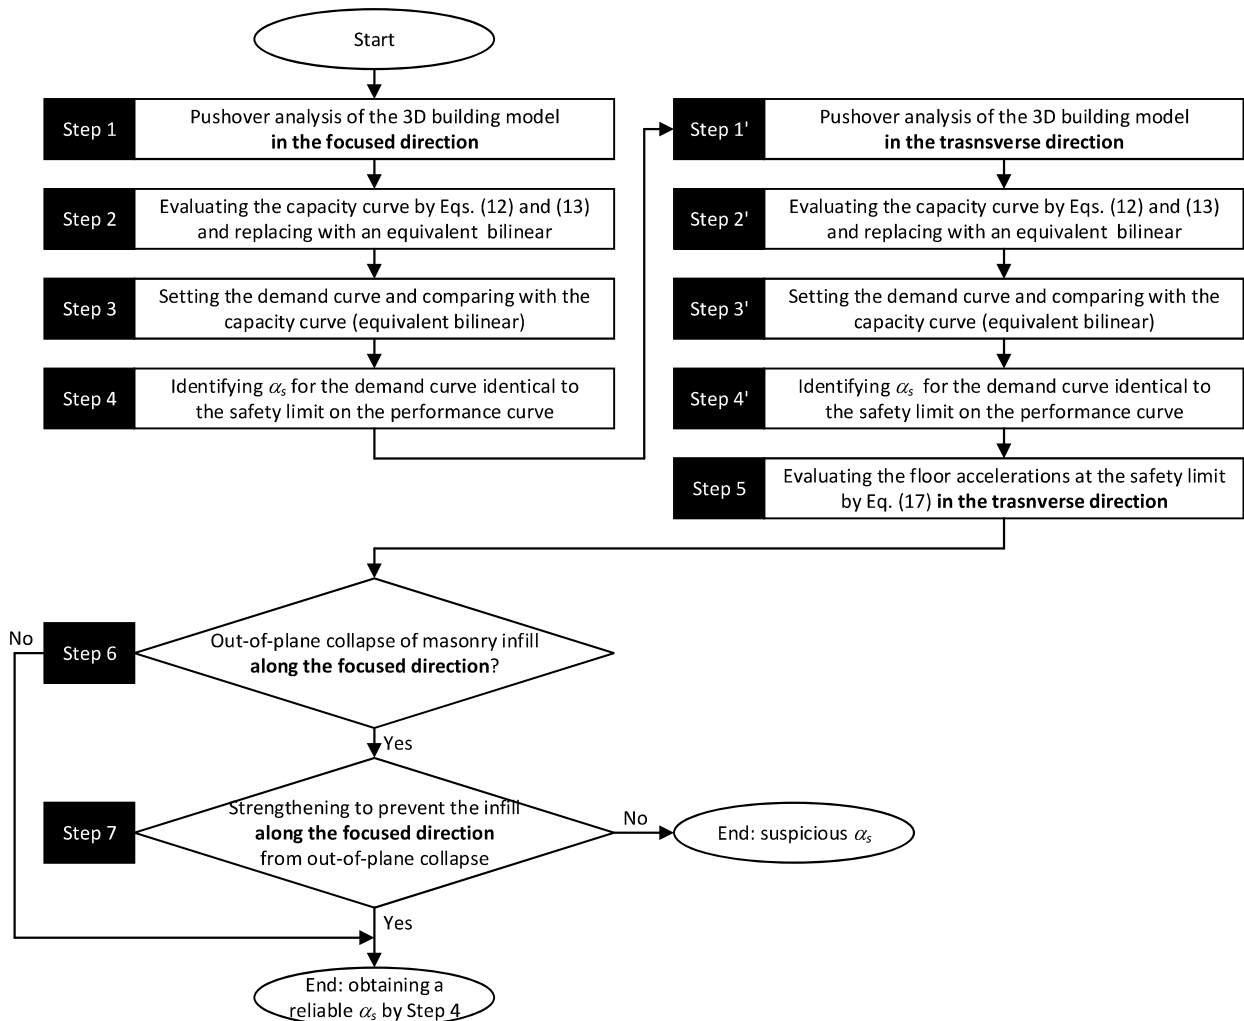 Start
Step 1
Pushover analysis of the 3D building model
in the focused direction
Step 2
Evaluating the capacity curve by Eqs. (12) and (13)
and replacing with an equivalent bilinear
Step 3
Setting the demand curve and comparing with the
capacity curve (equivalent bilinear)
Step 4
Identifying αs for the demand curve identical to
the safety limit on the performance curve
Step 1'
Pushover analysis of the 3D building model
in the trasnsverse direction
Step 2'
Evaluating the capacity curve by Eqs. (12) and (13)
and replacing with an equivalent bilinear
Step 3'
Setting the demand curve and comparing with the
capacity curve (equivalent bilinear)
Step 4'
Identifying αs for the demand curve identical to
the safety limit on the performance curve
Step 5
Evaluating the floor accelerations at the safety limit
by Eq. (17) in the trasnverse direction
No
Step 6
Out-of-plane collapse of masonry infill
along the focused direction?
Yes
Step 7
Strengthening to prevent the infill
along the focused direction
from out-of-plane collapse
No
End: suspicious αs
Yes
End: obtaining a
reliable αs by Step 4